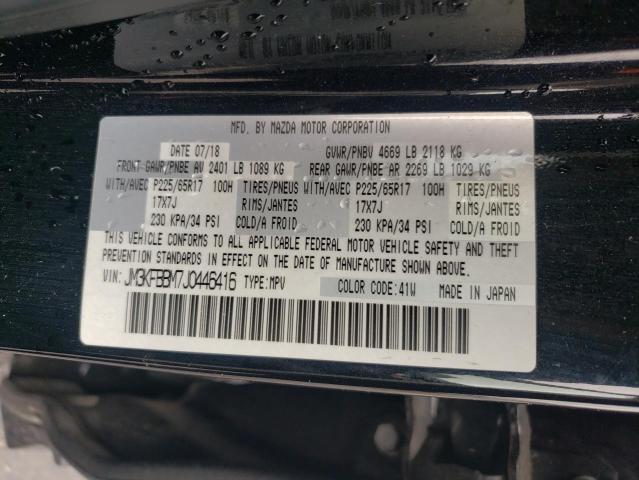 MFD. BY MAZDA MOTOR CORPORATION
DATE 07/18 GVWR/PNBV 4669 LB 2118 KG
FRONT GAWR/PNBE AV 2401 LB 1089 KG REAR GAWR/PNBE AR 2269 LB 1029 KG
WITH/AVEC P225/65R17 100H TIRES/PNEUS WITH/AVEC P225/65R17 100H TIRES/PNEUS
17X7J RIMS/JANTES 17X7J RIMS/JANTES
230 KPA/34 PSI COLD/A FROID 230 KPA/34 PSI COLD/A FROID
THIS VEHICLE CONFORMS TO ALL APPLICABLE FEDERAL MOTOR VEHICLE SAFETY AND THEFT
PREVENTION STANDARDS IN EFFECT ON THE DATE OF MANUFACTURE SHOWN ABOVE.
VIN: JM3KFBBM7J0446416 TYPE:MPV COLOR CODE:41W MADE IN JAPAN